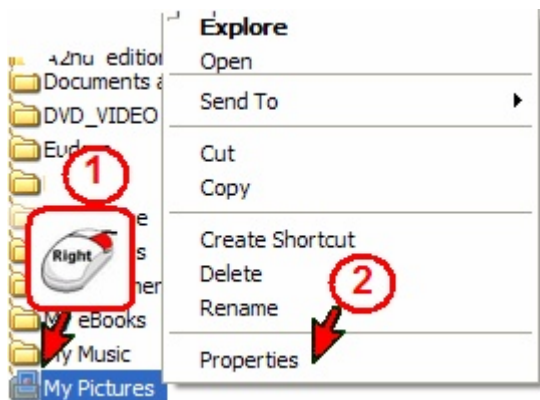 edition
Documents
DVD_VIDEO
1
Right
eBooks
My Music
My Pictures
Explore
Open
Send To
Cut
Copy
Create Shortcut
Delete
2
Rename
Properties